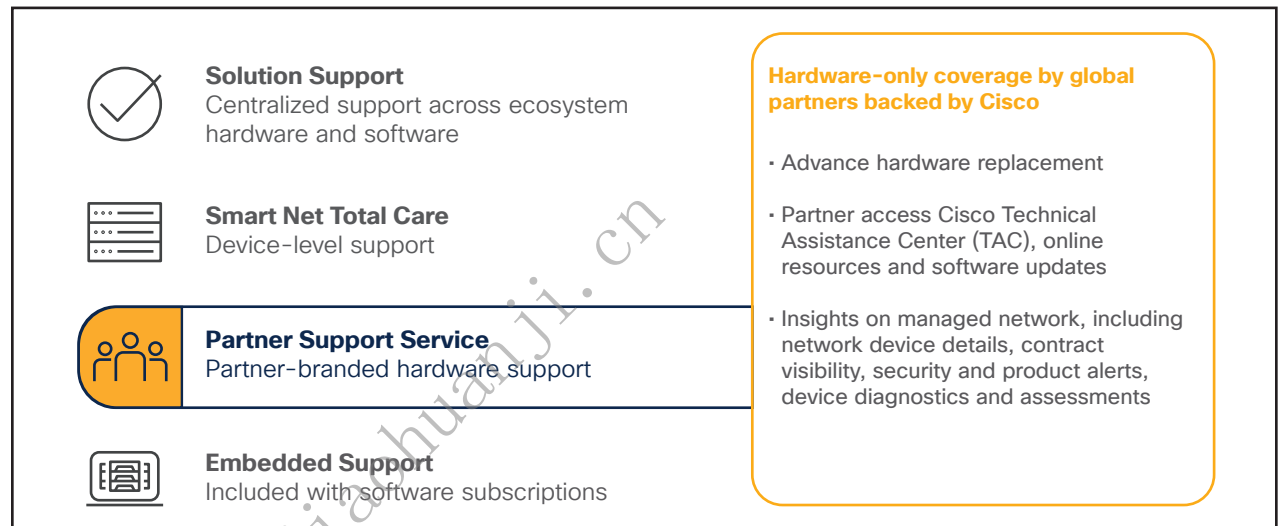 Solution Support
Centralized support across ecosystem
hardware and software
Smart Net Total Care
Device-level support
Partner Support Service
Partner-branded hardware support
Embedded Support
Included with software subscriptions
Hardware-only coverage by global
partners backed by Cisco
· Advance hardware replacement
· Partner access Cisco Technical
Assistance Center (TAC), online
resources and software updates
· Insights on managed network, including
network device details, contract
visibility, security and product alerts,
device diagnostics and assessments
iaohuanji.cn